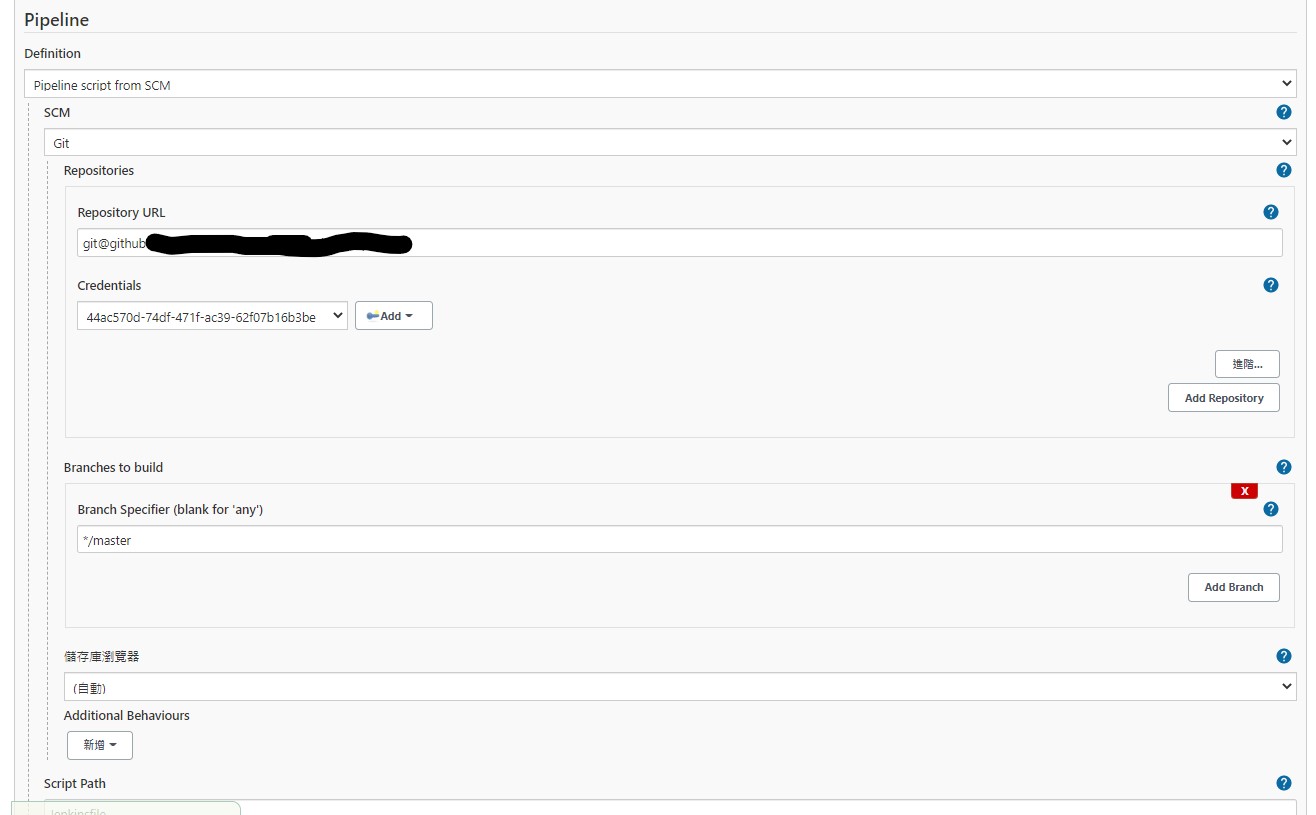 Pipeline
Definition
Pipeline script from SCM
SCM
?
Git
Repositories
?
Repository URL
?
git@github
Credentials
?
44ac570d-74df-471f-ac39-62f07b16b3be
Add
進階...
Add Repository
Branches to build
?
X
Branch Specifier (blank for 'any')
?
*/master
Add Branch
儲存庫瀏覽器
?
(自動)
Additional Behaviours
新增
Script Path
?
Jenkinsfile